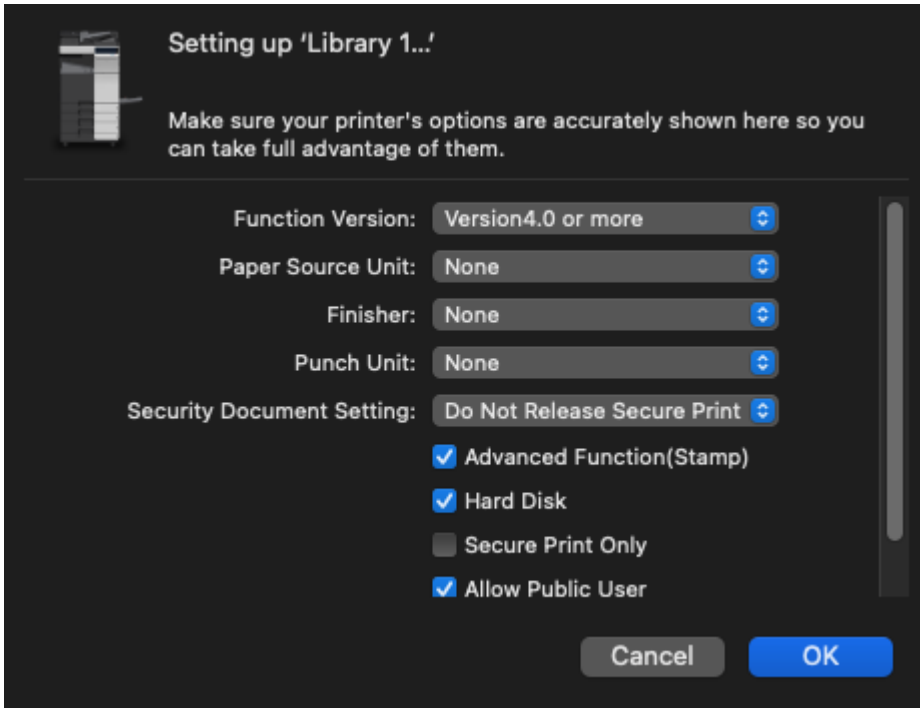 Setting up ‘Library 1...’
Make sure your printer's options are accurately shown here so you
can take full advantage of them.
Function Version: Version4.0 or more
Paper Source Unit: None
Finisher: None
Punch Unit: None
Security Document Setting: Do Not Release Secure Print
Advanced Function(Stamp)
Hard Disk
Secure Print Only
Allow Public User
Cancel OK